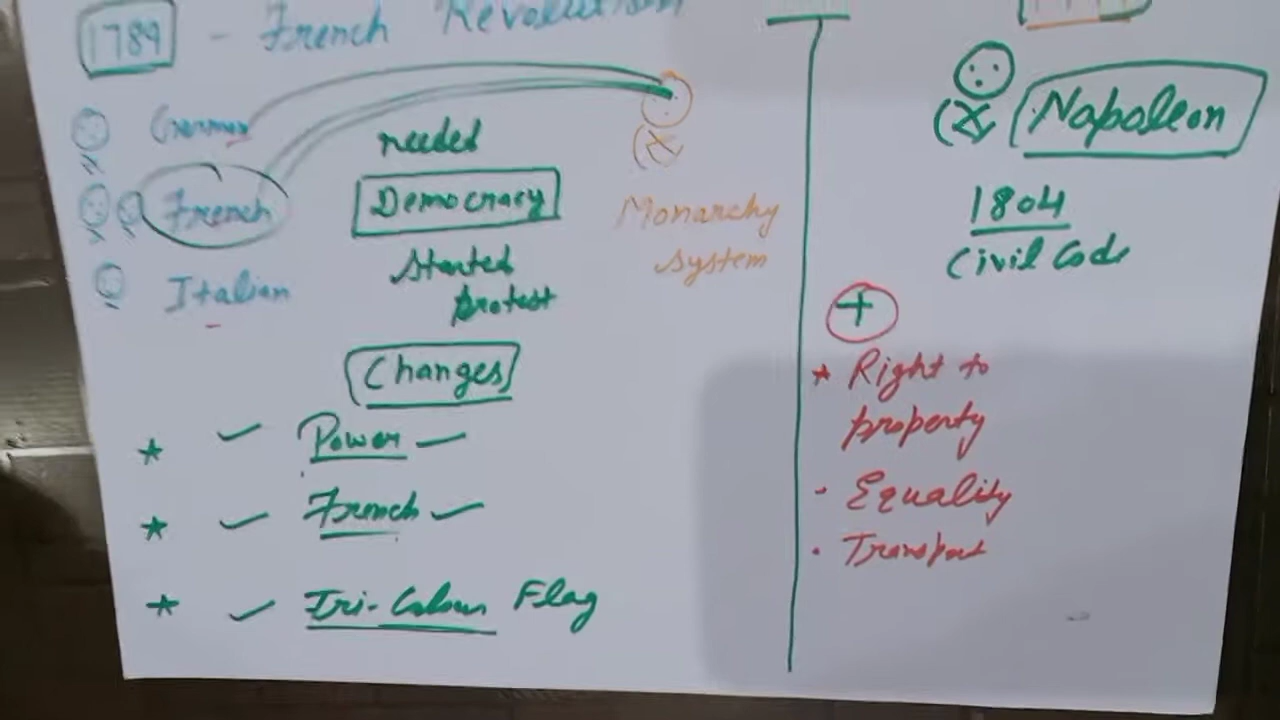 1789 - French Revolution
German
French
Italian
needed
Democracy
Started
protest
Monarchy
system
Changes
Power
French
Tri-Colour Flag
Napoleon
1804
Civil Code
+
Right to
property
Equality
Transport